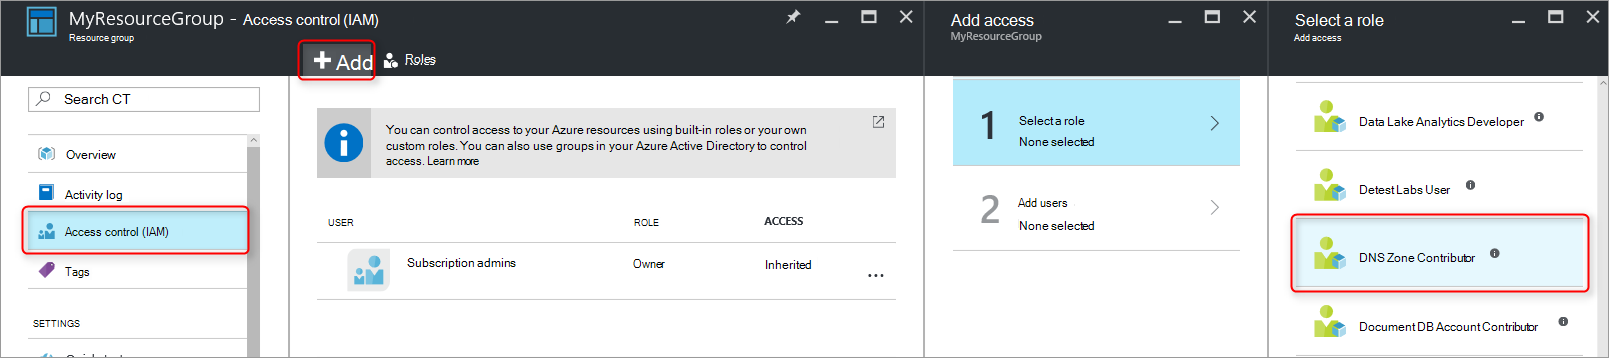 MyResourceGroup - Access control (IAM)
Resource group
Add
Roles
Search CT
Overview
Activity log
Access control (IAM)
Tags
SETTINGS
You can control access to your Azure resources using built-in roles or your own
custom roles. You can also use groups in your Azure Active Directory to control
access. Learn more
USER ROLE ACCESS
Subscription admins Owner Inherited ...
Add access
MyResourceGroup
1 Select a role
None selected
2 Add users
None selected
Select a role
Add access
Data Lake Analytics Developer
Detest Labs User
DNS Zone Contributor
Document DB Account Contributor